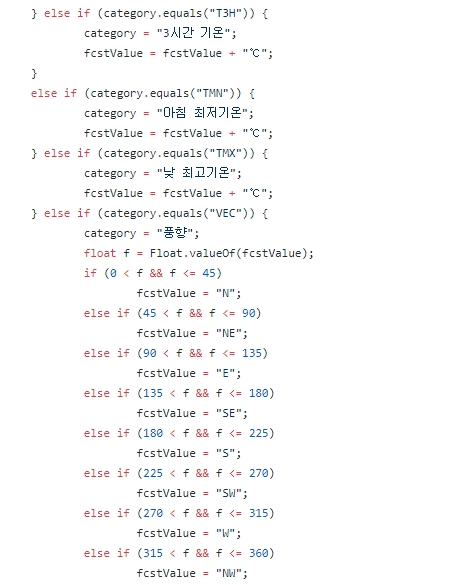 } else if (category.equals("T3H")) {
category = "3시간 기온";
fcstValue = fcstValue + "℃";
}
else if (category.equals("TMN")) {
category = "아침 최저기온";
fcstValue = fcstValue + "℃";
} else if (category.equals("TMX")) {
category = "낮 최고기온";
fcstValue = fcstValue + "℃";
} else if (category.equals("VEC")) {
category = "풍향";
float f = Float.valueOf(fcstValue);
if (0 < f && f <= 45)
fcstValue = "N";
else if (45 < f && f <= 90)
fcstValue = "NE";
else if (90 < f && f <= 135)
fcstValue = "E";
else if (135 < f && f <= 180)
fcstValue = "SE";
else if (180 < f && f <= 225)
fcstValue = "S";
else if (225 < f && f <= 270)
fcstValue = "SW";
else if (270 < f && f <= 315)
fcstValue = "W";
else if (315 < f && f <= 360)
fcstValue = "NW";